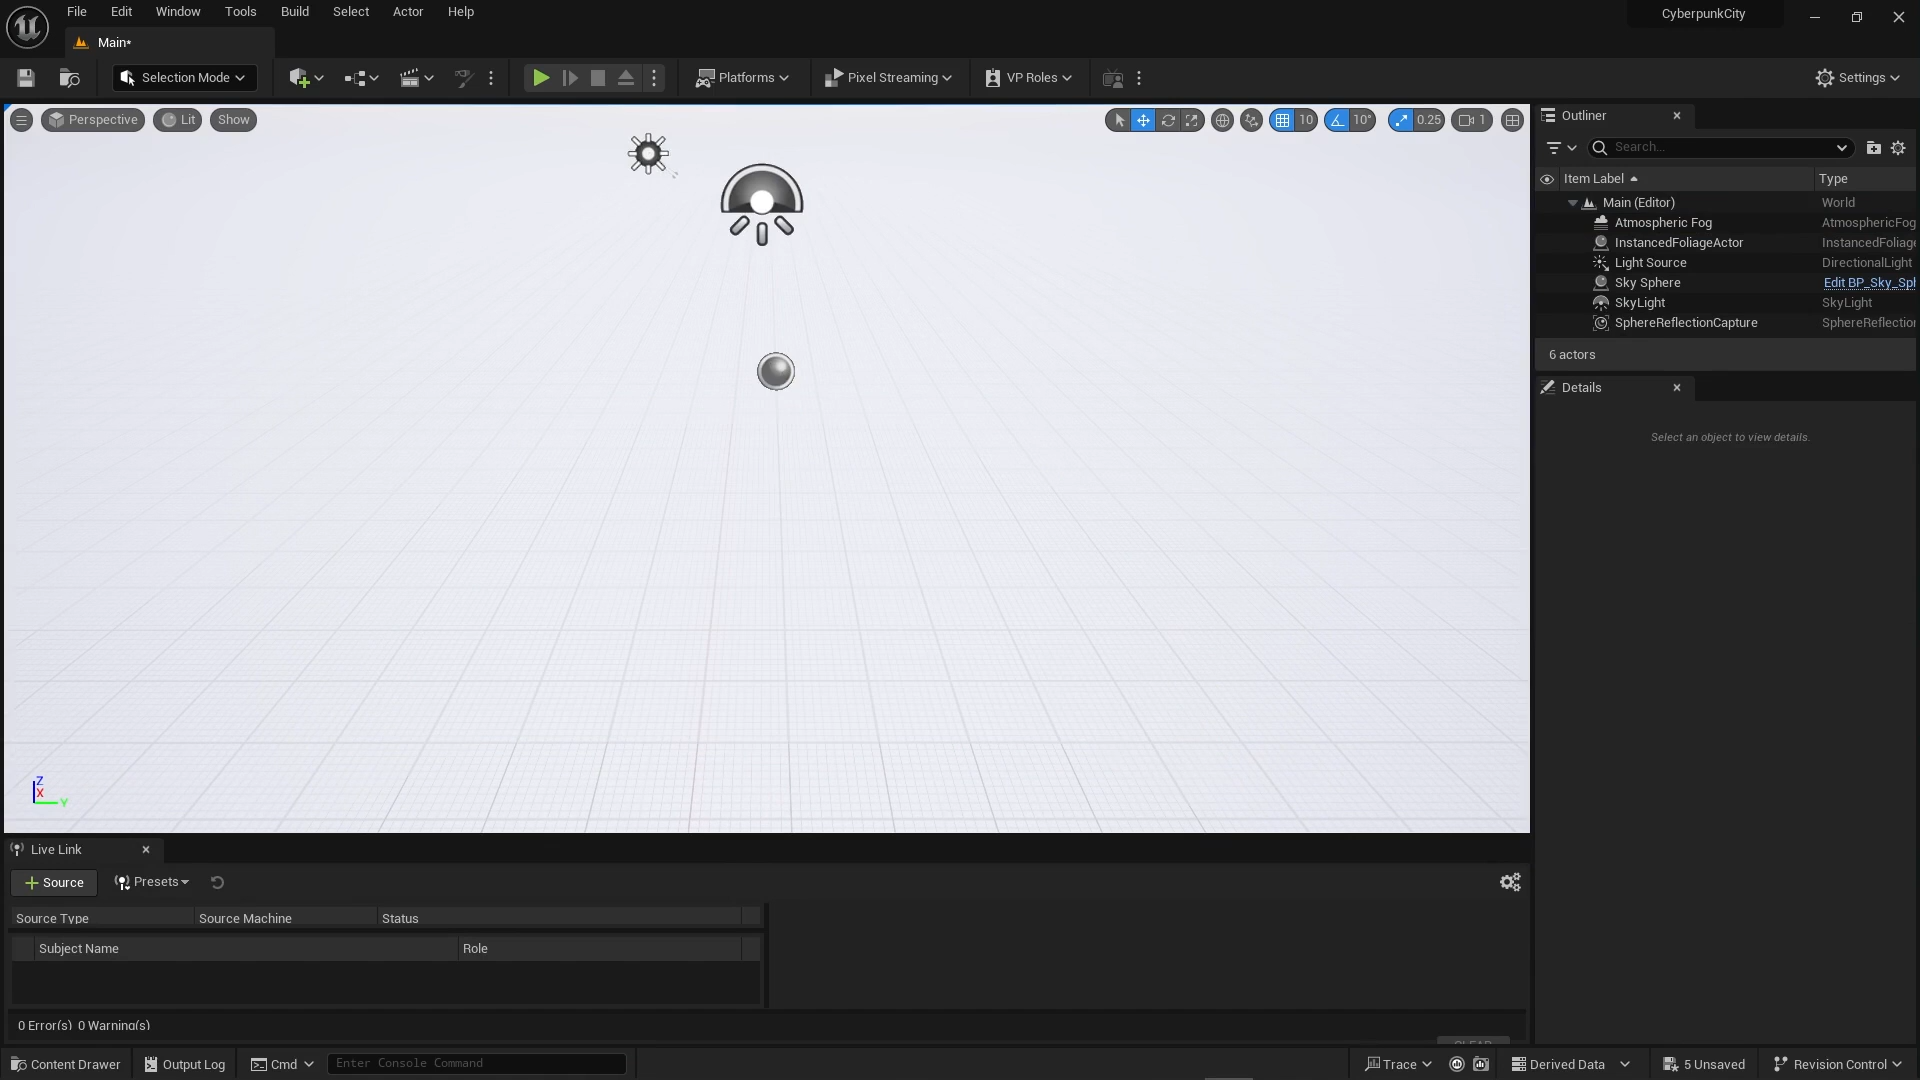 File Edit Window Tools Build Select Actor Help
CyberpunkCity
Main*
Selection Mode
Platforms
Pixel Streaming
VP Roles
Settings
Perspective Lit Show
10 10° 0.25 1
Outliner
Search...
Item Label Type
Main (Editor) World
Atmospheric Fog AtmosphericFog
InstancedFoliageActor InstancedFoliage
Light Source DirectionalLight
Sky Sphere Edit BP_Sky_Sph
SkyLight SkyLight
SphereReflectionCapture SphereReflection
6 actors
Details
Select an object to view details.
Z
X
Y
Live Link
Source Presets
Source Type Source Machine Status
Subject Name Role
0 Error(s) 0 Warning(s)
CLEAR
Content Drawer Output Log Cmd Enter Console Command Trace Derived Data 5 Unsaved Revision Control